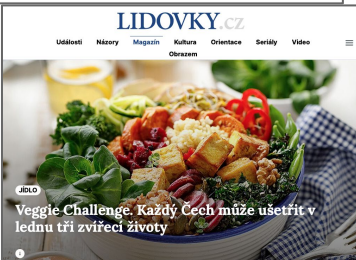 LIDOVKY.cz
Události Názory Magazín Kultura Orientace Seriály Video
Obrazem
JÍDLO
Veggie Challenge. Každý Čech může ušetřit v
lednu tři zvířecí životy